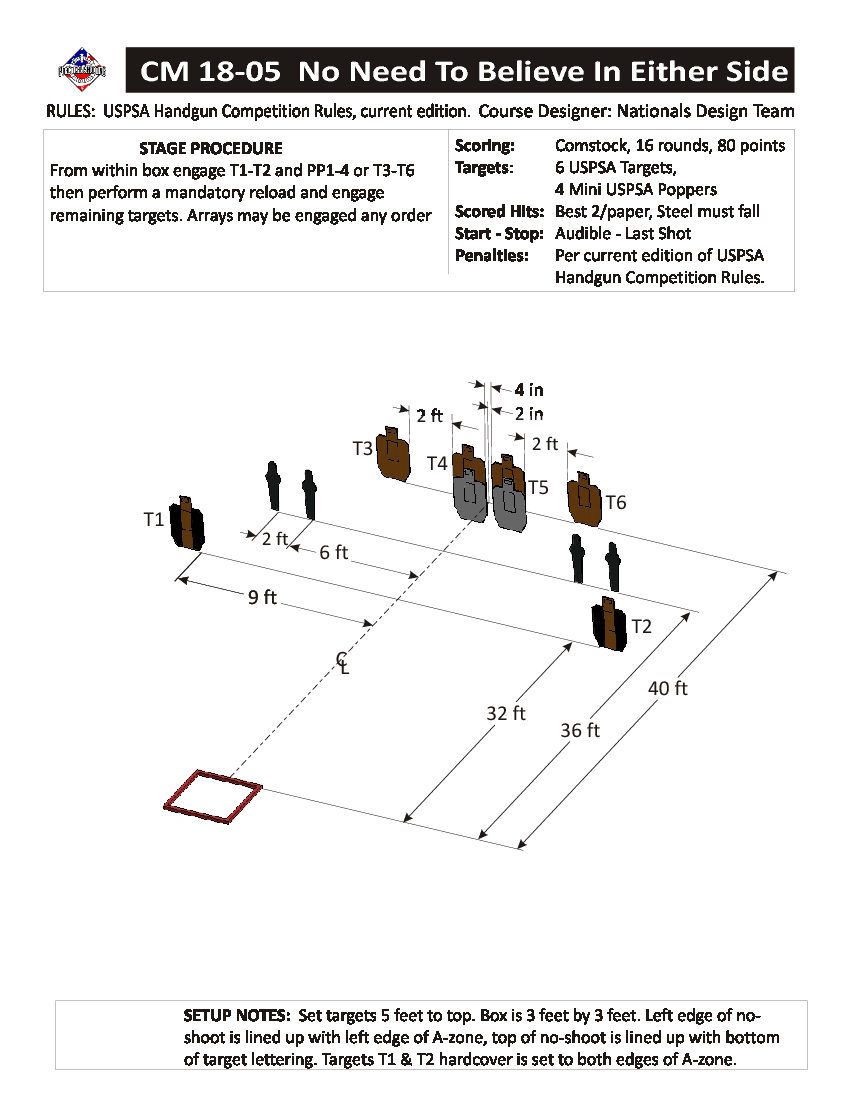 CM 18-05 No Need To Believe In Either Side
RULES: USPSA Handgun Competition Rules, current edition. Course Designer: Nationals Design Team
STAGE PROCEDURE
From within box engage T1-T2 and PP1-4 or T3-T6
then perform a mandatory reload and engage
remaining targets. Arrays may be engaged any order
Scoring: Comstock, 16 rounds, 80 points
Targets: 6 USPSA Targets,
4 Mini USPSA Poppers
Scored Hits: Best 2/paper, Steel must fall
Start - Stop: Audible - Last Shot
Penalties: Per current edition of USPSA
Handgun Competition Rules.
4 in
2 in
2 ft
2 ft
T3
T4
T5
T6
T1
2 ft
6 ft
9 ft
T2
CL
32 ft
36 ft
40 ft
SETUP NOTES: Set targets 5 feet to top. Box is 3 feet by 3 feet. Left edge of no-
shoot is lined up with left edge of A-zone, top of no-shoot is lined up with bottom
of target lettering. Targets T1 & T2 hardcover is set to both edges of A-zone.